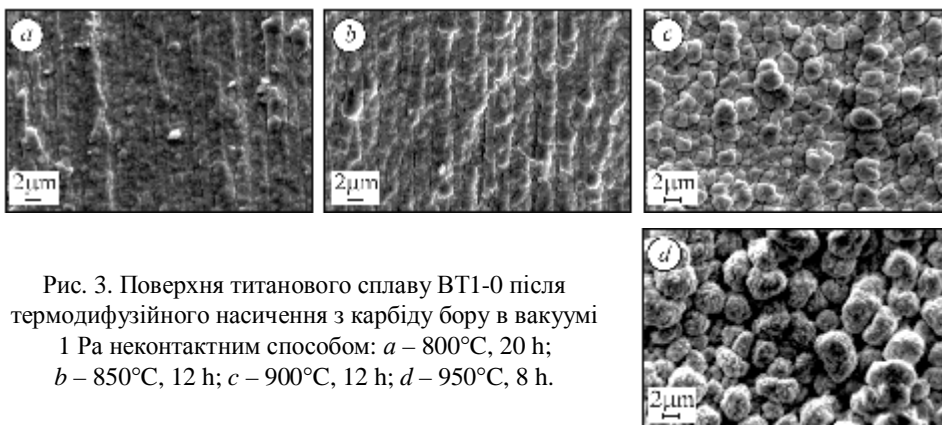 a
b
c
2µm
2µm
2µm
d
2µm
Рис. 3. Поверхня титанового сплаву ВТ1-0 після
термодифузійного насичення з карбіду бору в вакуумі
1 Pa неконтактним способом: a – 800°C, 20 h;
b – 850°C, 12 h; c – 900°C, 12 h; d – 950°C, 8 h.